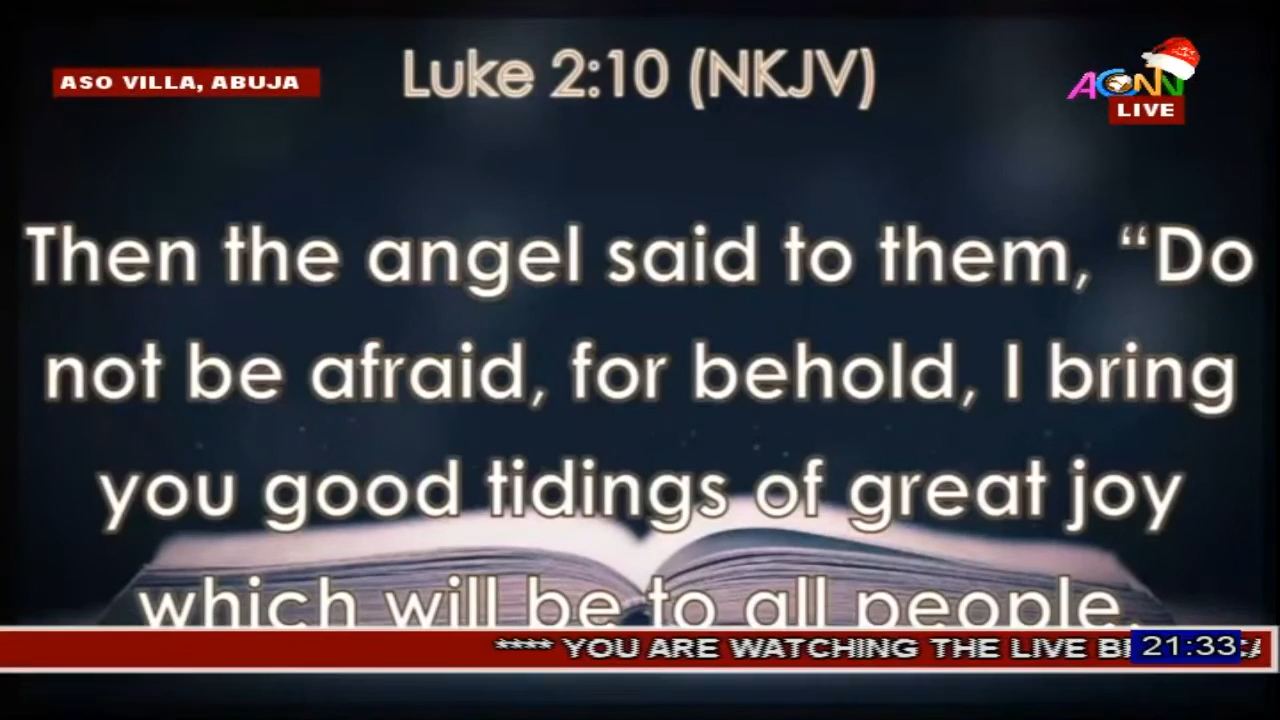 ASO VILLA, ABUJA
Luke 2:10 (NKJV)
ACNN
LIVE
Then the angel said to them, “Do
not be afraid, for behold, I bring
you good tidings of great joy
which will be to all people.
**** YOU ARE WATCHING THE LIVE
21:33